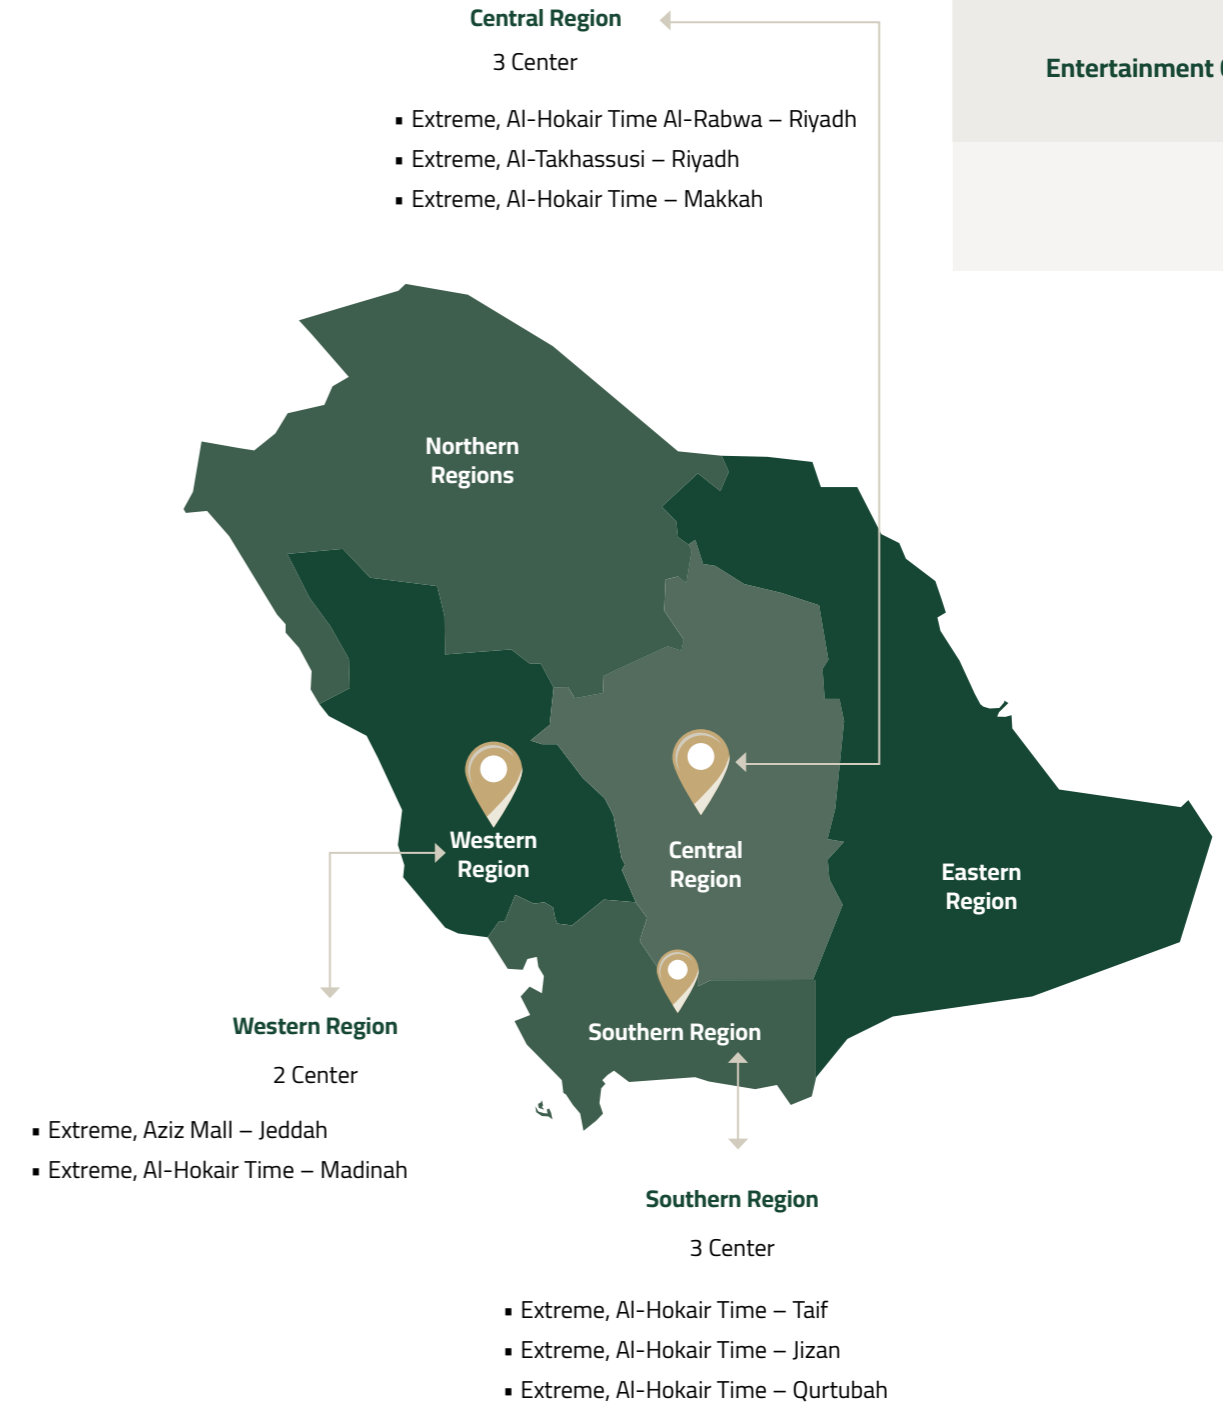 Central Region
3 Center
▪ Extreme, Al-Hokair Time Al-Rabwa – Riyadh
▪ Extreme, Al-Takhassusi – Riyadh
▪ Extreme, Al-Hokair Time – Makkah
Entertainment
Northern
Regions
Western
Region
Central
Region
Eastern
Region
Southern Region
Western Region
2 Center
▪ Extreme, Aziz Mall – Jeddah
▪ Extreme, Al-Hokair Time – Madinah
Southern Region
3 Center
▪ Extreme, Al-Hokair Time – Taif
▪ Extreme, Al-Hokair Time – Jizan
▪ Extreme, Al-Hokair Time – Qurtubah